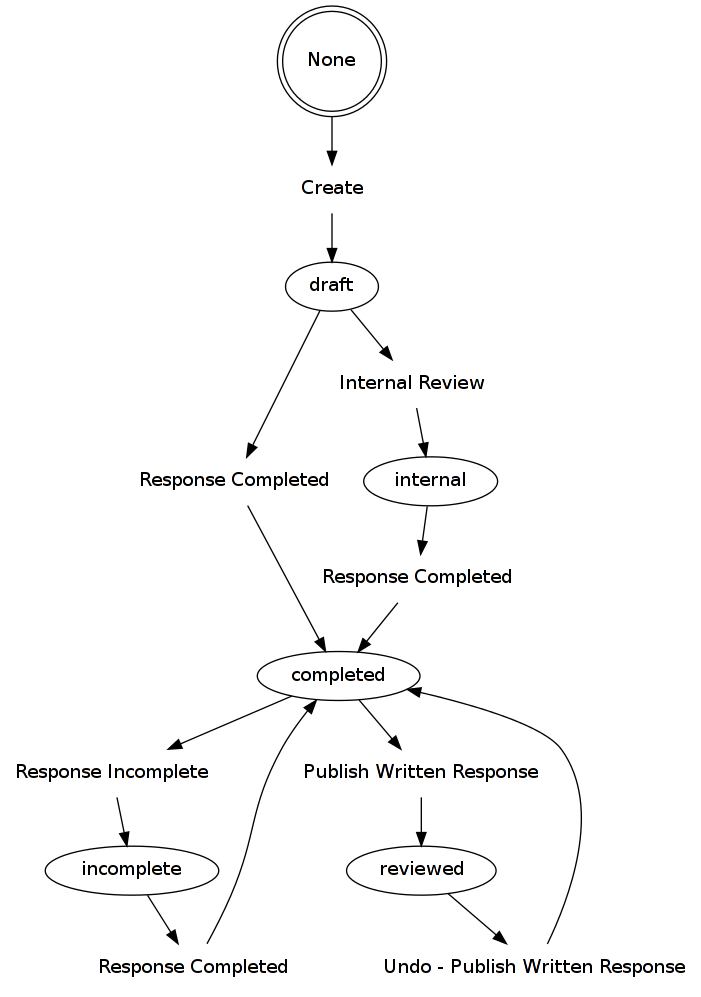 None
Create
draft
Internal Review
Response Completed
internal
Response Completed
completed
Response Incomplete
Publish Written Response
incomplete
reviewed
Response Completed
Undo - Publish Written Response